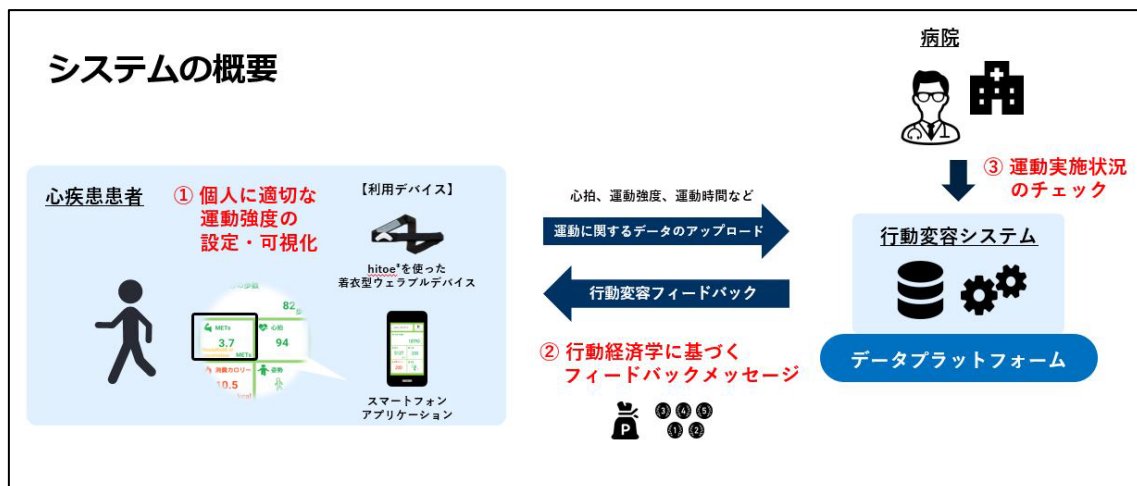 システムの概要
心疾患患者
① 個人に適切な
運動強度の
設定・可視化
【利用デバイス】
hitoe*を使った
着衣型ウェラブルデバイス
82
METs
3.7
METs
心拍
94
消費カロリー
10.5
kcal
姿勢
スマートフォン
アプリケーション
心拍、運動強度、運動時間など
運動に関するデータのアップロード
行動変容フィードバック
② 行動経済学に基づく
フィードバックメッセージ
P
③ ④ ⑤
① ②
病院
③ 運動実施状況
のチェック
行動変容システム
データプラットフォーム